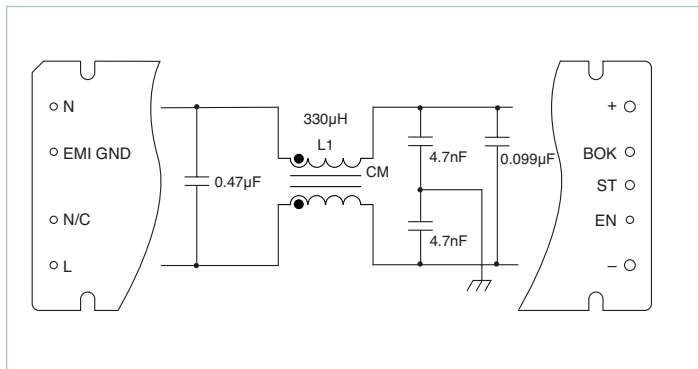 N
EMI GND
N/C
L
0.47µF
330µH
L1
CM
4.7nF
4.7nF
0.099µF
+
BOK
ST
EN
–